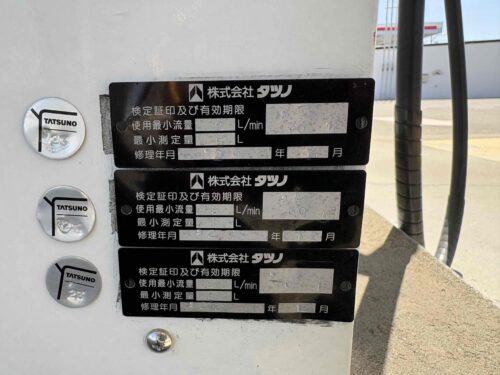 株式会社 タツノ
検定証印及び有効期限
使用最小流量 L/min
最小測定量 L
修理年月 年 月
TATSUNO
株式会社 タツノ
検定証印及び有効期限
使用最小流量 L/min
最小測定量 L
修理年月 年 月
TATSUNO
株式会社 タツノ
検定証印及び有効期限
使用最小流量 L/min
最小測定量 L
修理年月 年 月
TATSUNO
23